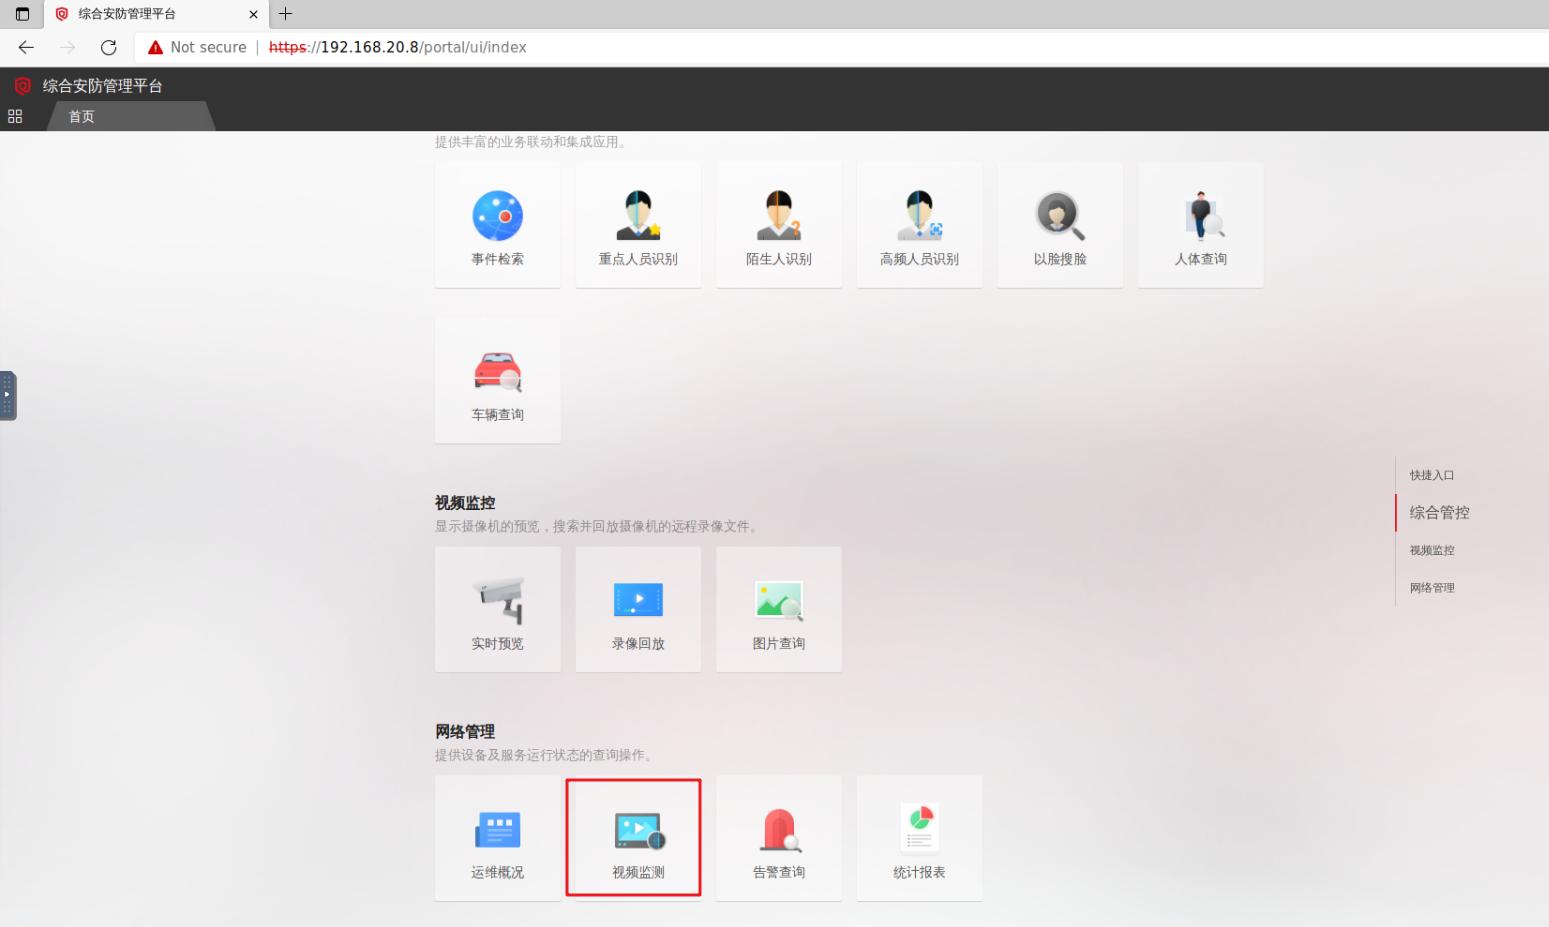 综合安防管理平台
Not secure | https://192.168.20.8/portal/ui/index
综合安防管理平台
首页
提供丰富的业务联动和集成应用。
事件检索
重点人员识别
陌生人识别
高频人员识别
以脸搜脸
人体查询
车辆查询
视频监控
显示摄像机的预览，搜索并回放摄像机的远程录像文件。
实时预览
录像回放
图片查询
网络管理
提供设备及服务运行状态的查询操作。
运维概况
视频监测
告警查询
统计报表
快捷入口
综合管控
视频监控
网络管理